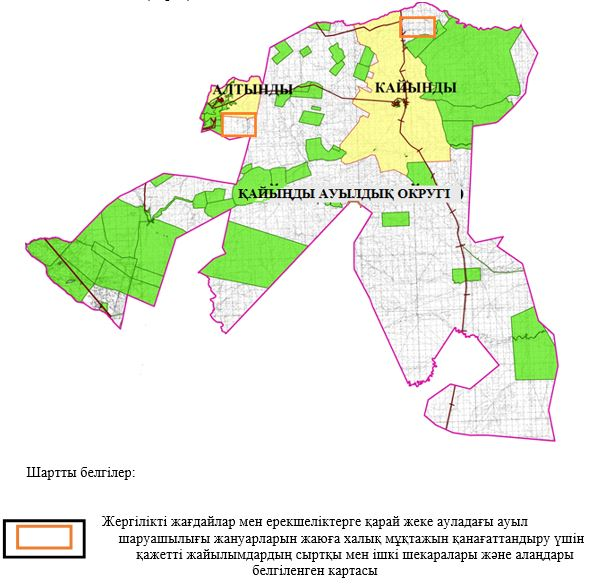 АЛТЫНДЫ
КАЙЫНДЫ
ҚАЙЫҢДЫ АУЫЛДЫҚ ОКРУГІ )
Шартты белгілер:
Жергілікті жағдайлар мен ерекшеліктерге қарай жеке ауладағы ауыл
шаруашылығы жануарларын жаюға халық мұқтажын қанағаттандыру үшін
қажетті жайылымдардың сыртқы мен ішкі шекаралары және алаңдары
белгіленген картасы